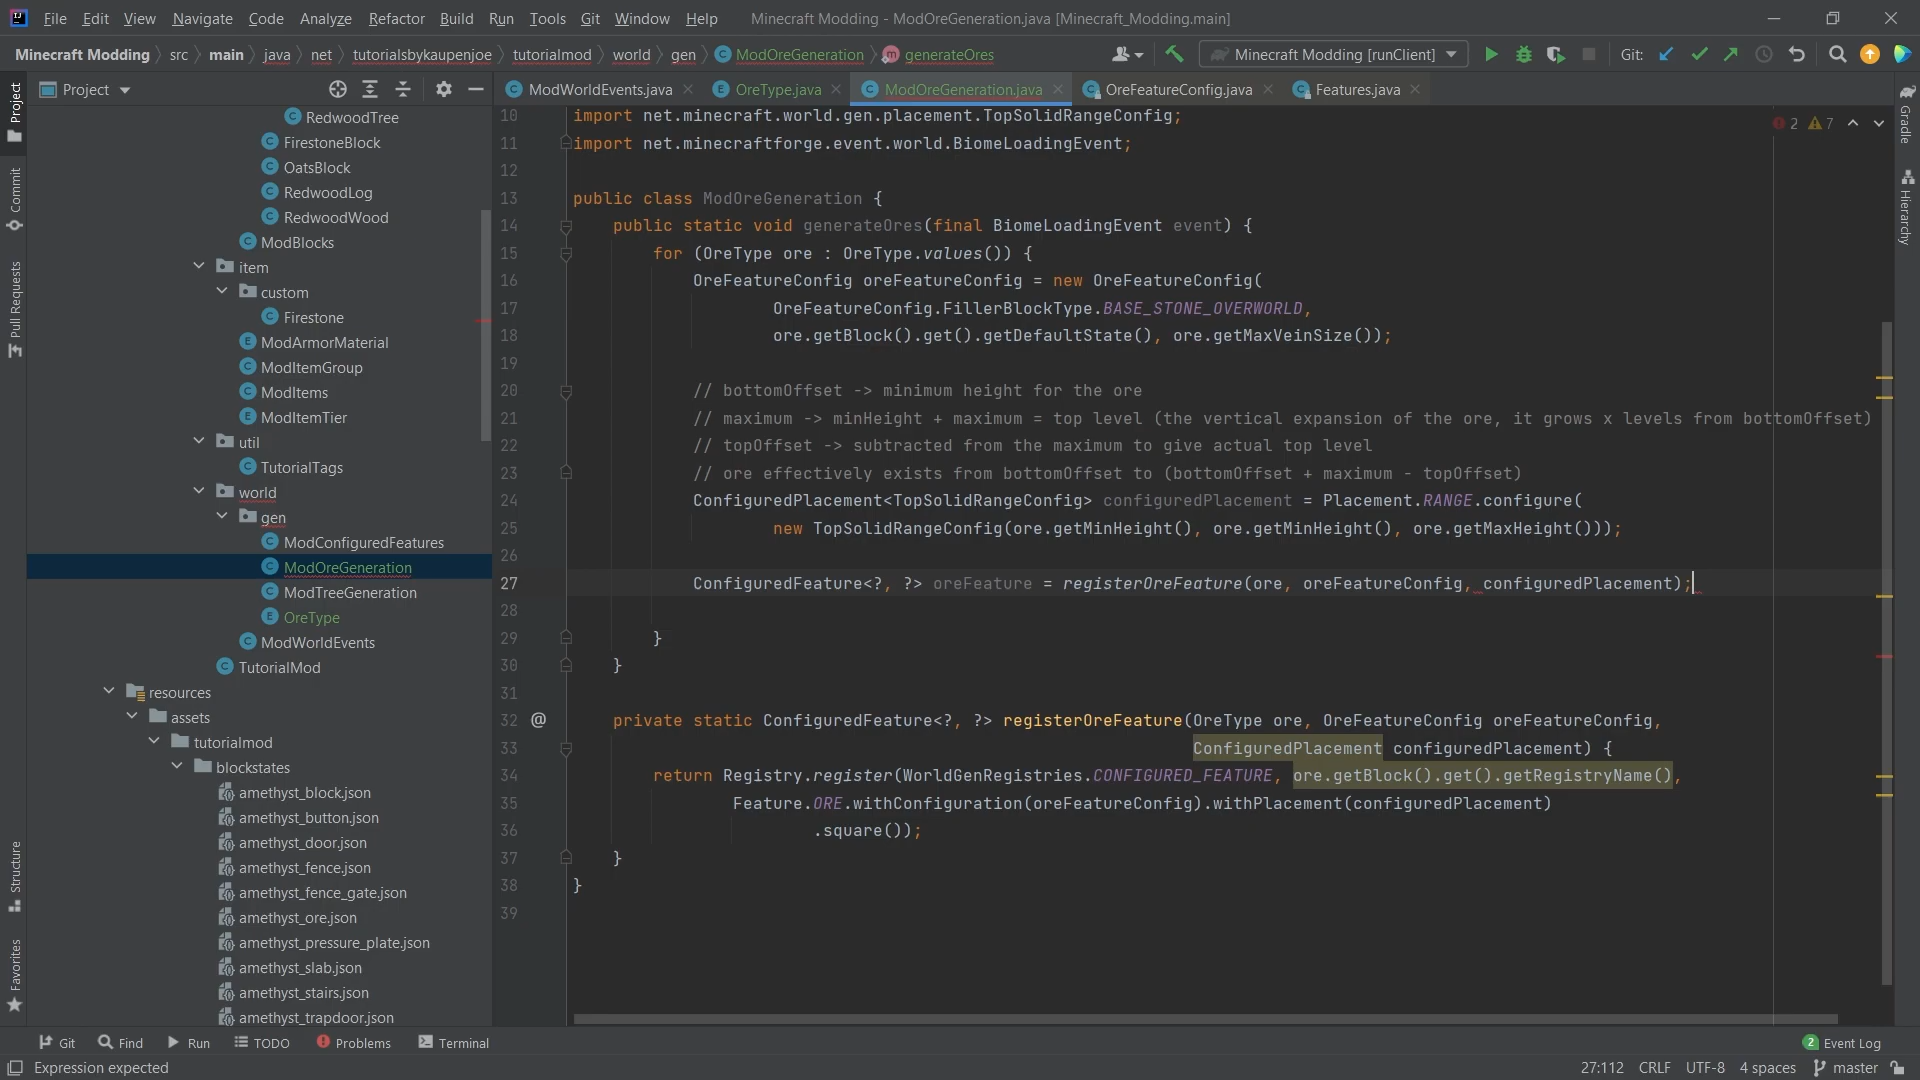 File Edit View Navigate Code Analyze Refactor Build Run Tools Git Window Help Minecraft Modding - ModOreGeneration.java [Minecraft_Modding.main]
Minecraft Modding src main java net tutorialsbykaupenjoe tutorialmod world gen ModOreGeneration generateOres Minecraft Modding [runClient] Git:
Project
ModWorldEvents.java OreType.java ModOreGeneration.java OreFeatureConfig.java Features.java
Project
Commit
Pull Requests
Structure
Favorites
RedwoodTree
FirestoneBlock
OatsBlock
RedwoodLog
RedwoodWood
ModBlocks
item
custom
Firestone
ModArmorMaterial
ModItemGroup
ModItems
ModItemTier
util
TutorialTags
world
gen
ModConfiguredFeatures
ModOreGeneration
ModTreeGeneration
OreType
ModWorldEvents
TutorialMod
resources
assets
tutorialmod
blockstates
amethyst_block.json
amethyst_button.json
amethyst_door.json
amethyst_fence.json
amethyst_fence_gate.json
amethyst_ore.json
amethyst_pressure_plate.json
amethyst_slab.json
amethyst_stairs.json
amethyst_trapdoor.json
2 7
10 import net.minecraft.world.gen.placement.TopSolidRangeConfig;
11 import net.minecraftforge.event.world.BiomeLoadingEvent;
12
13 public class ModOreGeneration {
14 public static void generateOres(final BiomeLoadingEvent event) {
15 for (OreType ore : OreType.values()) {
16 OreFeatureConfig oreFeatureConfig = new OreFeatureConfig(
17 OreFeatureConfig.FillerBlockType.BASE_STONE_OVERWORLD,
18 ore.getBlock().get().getDefaultState(), ore.getMaxVeinSize());
19
20 // bottomOffset -> minimum height for the ore
21 // maximum -> minHeight + maximum = top level (the vertical expansion of the ore, it grows x levels from bottomOffset)
22 // topOffset -> subtracted from the maximum to give actual top level
23 // ore effectively exists from bottomOffset to (bottomOffset + maximum - topOffset)
24 ConfiguredPlacement<TopSolidRangeConfig> configuredPlacement = Placement.RANGE.configure(
25 new TopSolidRangeConfig(ore.getMinHeight(), ore.getMinHeight(), ore.getMaxHeight()));
26
27 ConfiguredFeature<?, ?> oreFeature = registerOreFeature(ore, oreFeatureConfig, configuredPlacement);
28
29 }
30 }
31
32 @ private static ConfiguredFeature<?, ?> registerOreFeature(OreType ore, OreFeatureConfig oreFeatureConfig,
33 ConfiguredPlacement configuredPlacement) {
34 return Registry.register(WorldGenRegistries.CONFIGURED_FEATURE, ore.getBlock().get().getRegistryName(),
35 Feature.ORE.withConfiguration(oreFeatureConfig).withPlacement(configuredPlacement)
36 .square());
37 }
38 }
39
Gradle
Hierarchy
Git Find Run TODO Problems Terminal 2 Event Log
Expression expected 27:112 CRLF UTF-8 4 spaces master